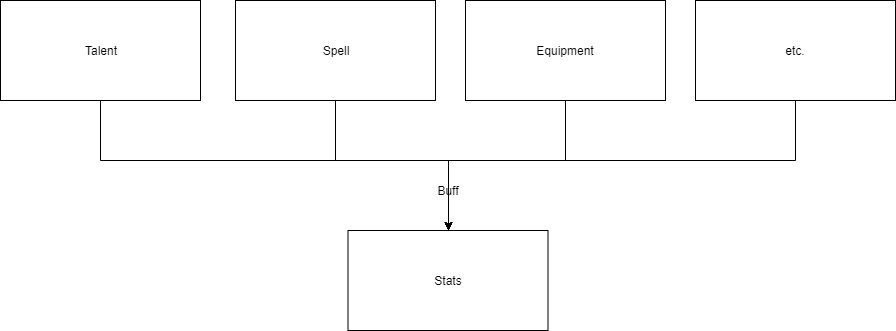 Talent
Spell
Equipment
etc.
Buff
Stats